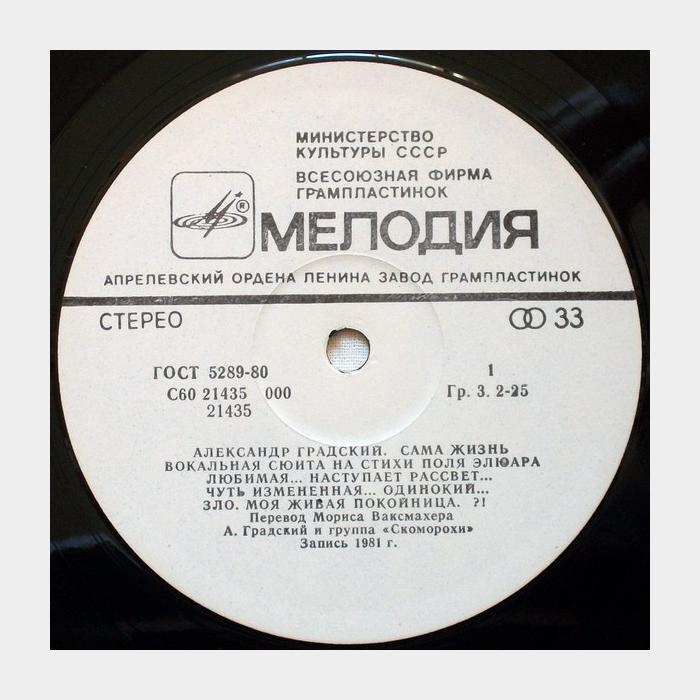 МИНИСТЕРСТВО
КУЛЬТУРЫ СССР
ВСЕСОЮЗНАЯ ФИРМА
ГРАМПЛАСТИНОК
®
МЕЛОДИЯ
АПРЕЛЕВСКИЙ ОРДЕНА ЛЕНИНА ЗАВОД ГРАМПЛАСТИНОК
СТЕРЕО 33
ГОСТ 5289-80 1
С60 21435 000 Гр. 3. 2-25
21435
АЛЕКСАНДР ГРАДСКИЙ. САМА ЖИЗНЬ
ВОКАЛЬНАЯ СЮИТА НА СТИХИ ПОЛЯ ЭЛЮАРА
ЛЮБИМАЯ... НАСТУПАЕТ РАССВЕТ...
ЧУТЬ ИЗМЕНЕННАЯ... ОДИНОКИЙ...
ЗЛО. МОЯ ЖИВАЯ ПОКОЙНИЦА. ?!
Перевод Мориса Ваксмахера
А. Градский и группа «Скоморохи»
Запись 1981 г.